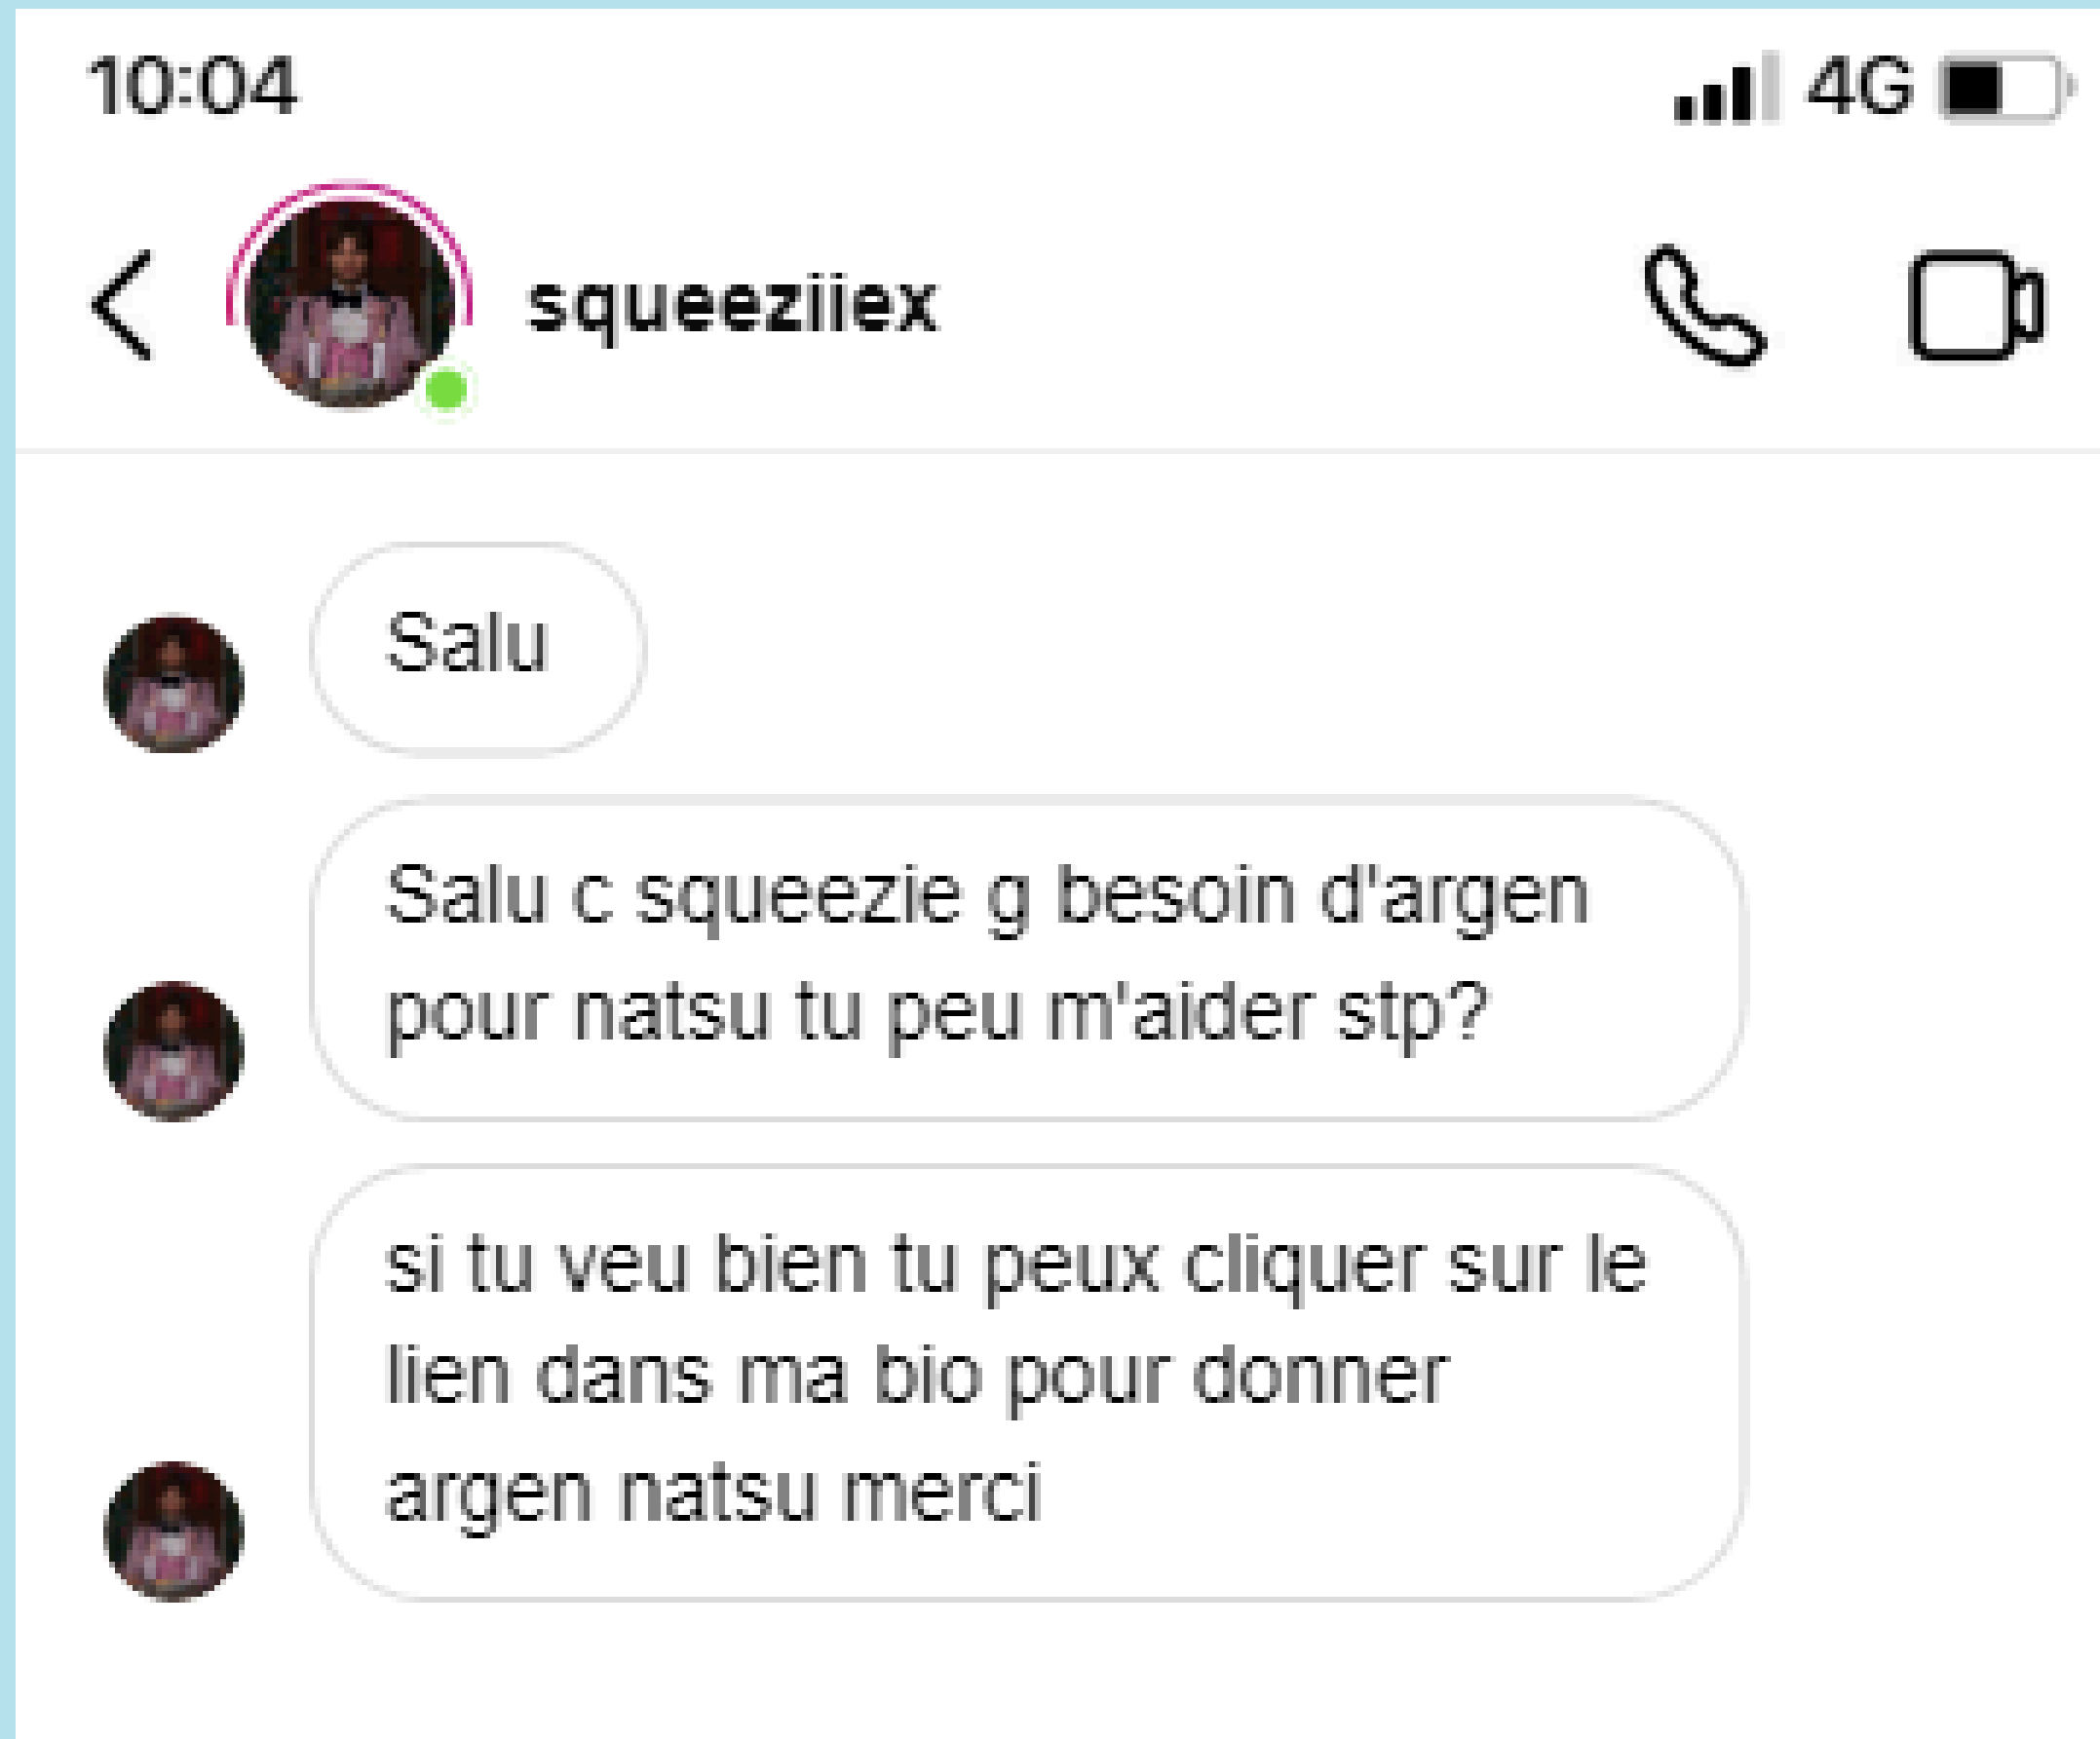 10:04 4G
squeeziiex
Salu
Salu c squeezie g besoin d'argen
pour natsu tu peu m'aider stp?
si tu veu bien tu peux cliquer sur le
lien dans ma bio pour donner
argen natsu merci